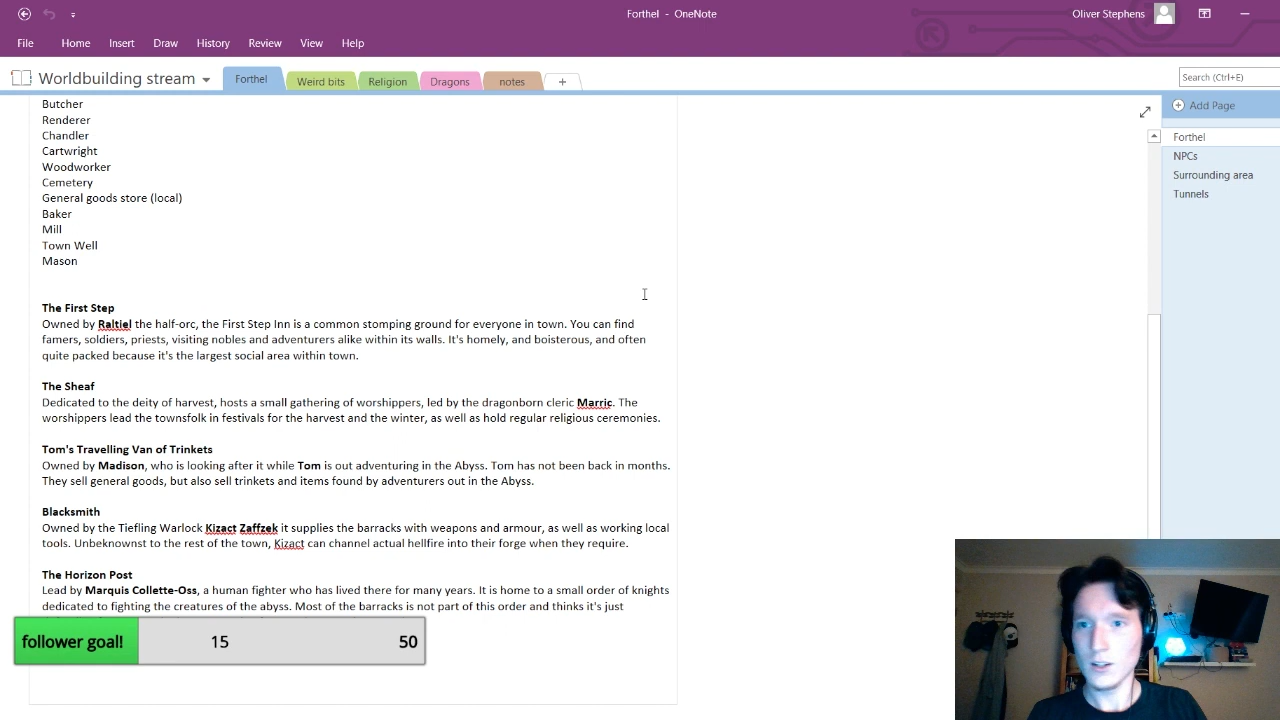 Forthel - OneNote
Oliver Stephens
File Home Insert Draw History Review View Help
Worldbuilding stream Forthel Weird bits Religion Dragons notes +
Search (Ctrl+E)
Add Page
Forthel
NPCs
Surrounding area
Tunnels
Butcher
Renderer
Chandler
Cartwright
Woodworker
Cemetery
General goods store (local)
Baker
Mill
Town Well
Mason
The First Step
Owned by Raltiel the half-orc, the First Step Inn is a common stomping ground for everyone in town. You can find
famers, soldiers, priests, visiting nobles and adventurers alike within its walls. It's homely, and boisterous, and often
quite packed because it's the largest social area within town.
The Sheaf
Dedicated to the deity of harvest, hosts a small gathering of worshippers, led by the dragonborn cleric Marric. The
worshippers lead the townsfolk in festivals for the harvest and the winter, as well as hold regular religious ceremonies.
Tom's Travelling Van of Trinkets
Owned by Madison, who is looking after it while Tom is out adventuring in the Abyss. Tom has not been back in months.
They sell general goods, but also sell trinkets and items found by adventurers out in the Abyss.
Blacksmith
Owned by the Tiefling Warlock Kizact Zaffzek it supplies the barracks with weapons and armour, as well as working local
tools. Unbeknownst to the rest of the town, Kizact can channel actual hellfire into their forge when they require.
The Horizon Post
Lead by Marquis Collette-Oss, a human fighter who has lived there for many years. It is home to a small order of knights
dedicated to fighting the creatures of the abyss. Most of the barracks is not part of this order and thinks it's just
follower goal! 15 50